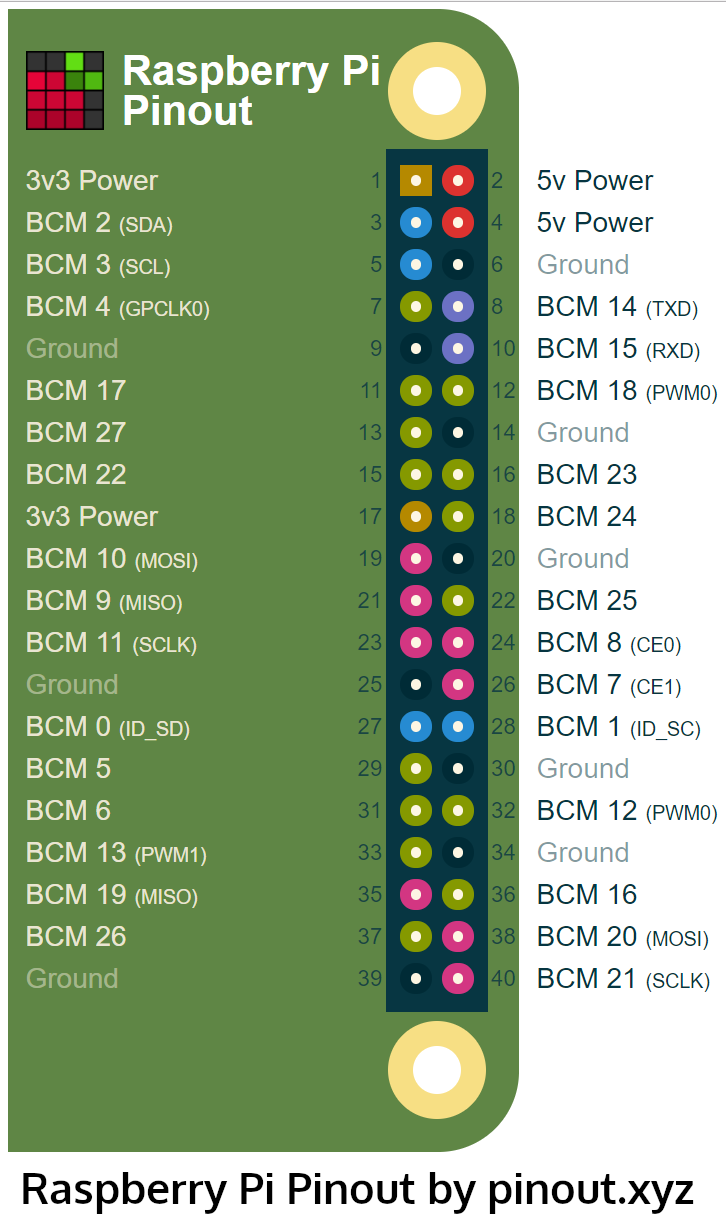 Raspberry Pi
Pinout
3v3 Power 1 2 5v Power
BCM 2 (SDA) 3 4 5v Power
BCM 3 (SCL) 5 6 Ground
BCM 4 (GPCLK0) 7 8 BCM 14 (TXD)
Ground 9 10 BCM 15 (RXD)
BCM 17 11 12 BCM 18 (PWM0)
BCM 27 13 14 Ground
BCM 22 15 16 BCM 23
3v3 Power 17 18 BCM 24
BCM 10 (MOSI) 19 20 Ground
BCM 9 (MISO) 21 22 BCM 25
BCM 11 (SCLK) 23 24 BCM 8 (CE0)
Ground 25 26 BCM 7 (CE1)
BCM 0 (ID_SD) 27 28 BCM 1 (ID_SC)
BCM 5 29 30 Ground
BCM 6 31 32 BCM 12 (PWM0)
BCM 13 (PWM1) 33 34 Ground
BCM 19 (MISO) 35 36 BCM 16
BCM 26 37 38 BCM 20 (MOSI)
Ground 39 40 BCM 21 (SCLK)
Raspberry Pi Pinout by pinout.xyz